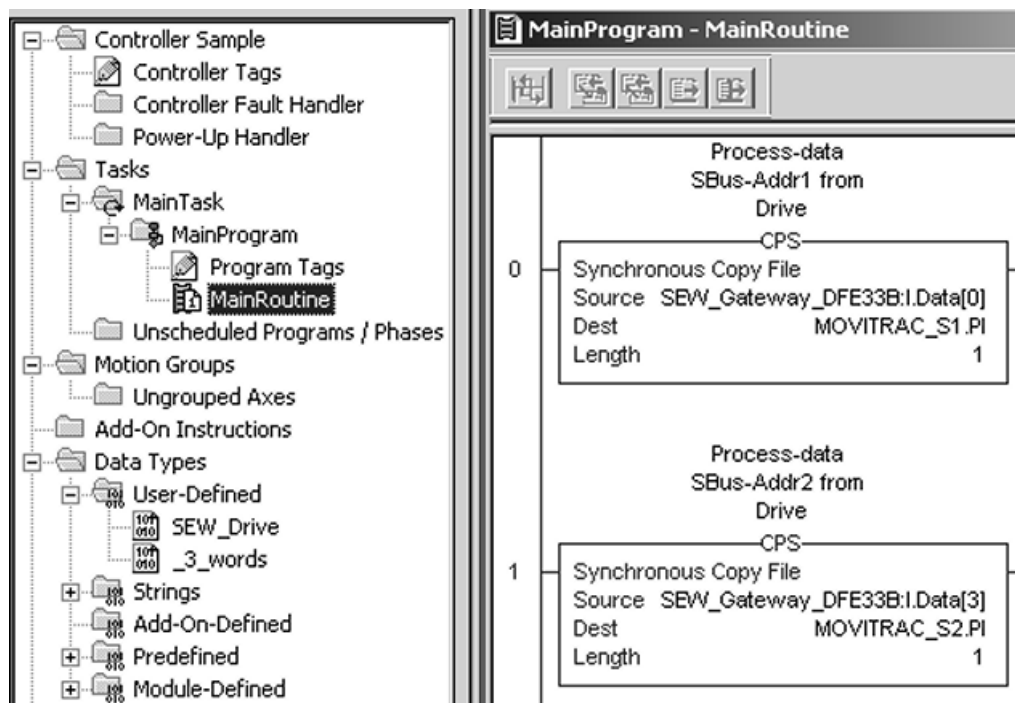 Controller Sample
Controller Tags
Controller Fault Handler
Power-Up Handler
Tasks
MainTask
MainProgram
Program Tags
MainRoutine
Unscheduled Programs / Phases
Motion Groups
Ungrouped Axes
Add-On Instructions
Data Types
User-Defined
SEW_Drive
_3_words
Strings
Add-On-Defined
Predefined
Module-Defined
MainProgram - MainRoutine
Process-data
SBus-Addr1 from
Drive
CPS
0
Synchronous Copy File
Source SEW_Gateway_DFE33B:I.Data[0]
Dest MOVITRAC_S1.PI
Length 1
Process-data
SBus-Addr2 from
Drive
CPS
1
Synchronous Copy File
Source SEW_Gateway_DFE33B:I.Data[3]
Dest MOVITRAC_S2.PI
Length 1